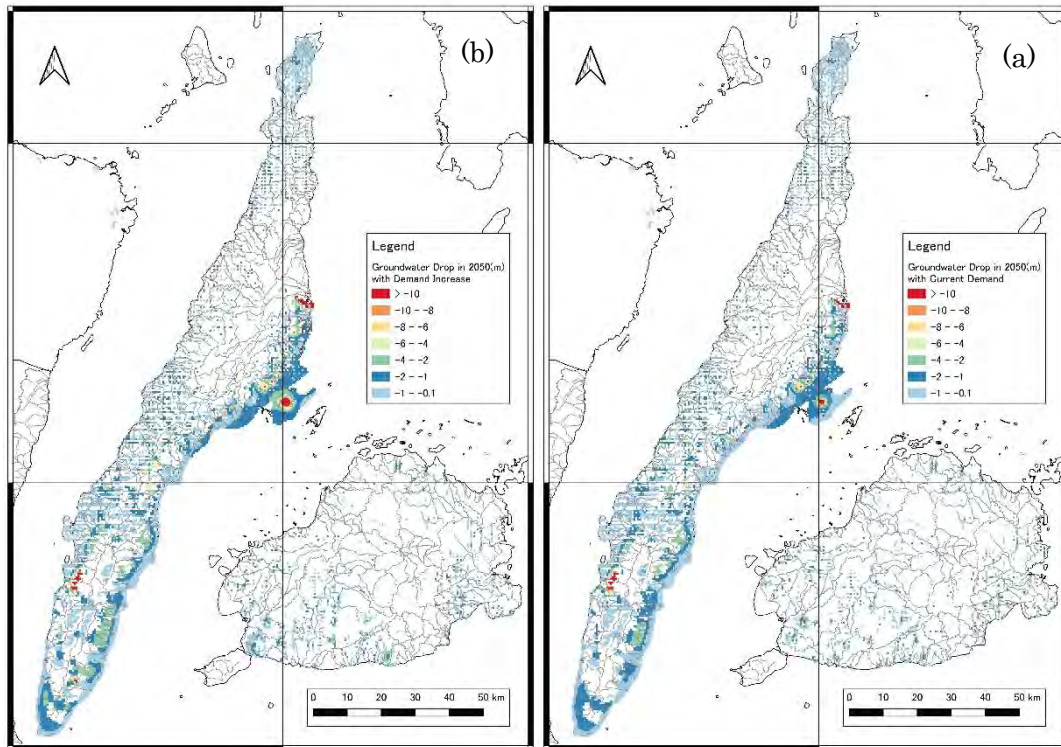 (b)
Legend
Groundwater Drop in 2050(m)
with Demand Increase
> -10
-10 - -8
-8 - -6
-6 - -4
-4 - -2
-2 - -1
-1 - -0.1
0 10 20 30 40 50 km
(a)
Legend
Groundwater Drop in 2050(m)
with Current Demand
> -10
-10 - -8
-8 - -6
-6 - -4
-4 - -2
-2 - -1
-1 - -0.1
0 10 20 30 40 50 km